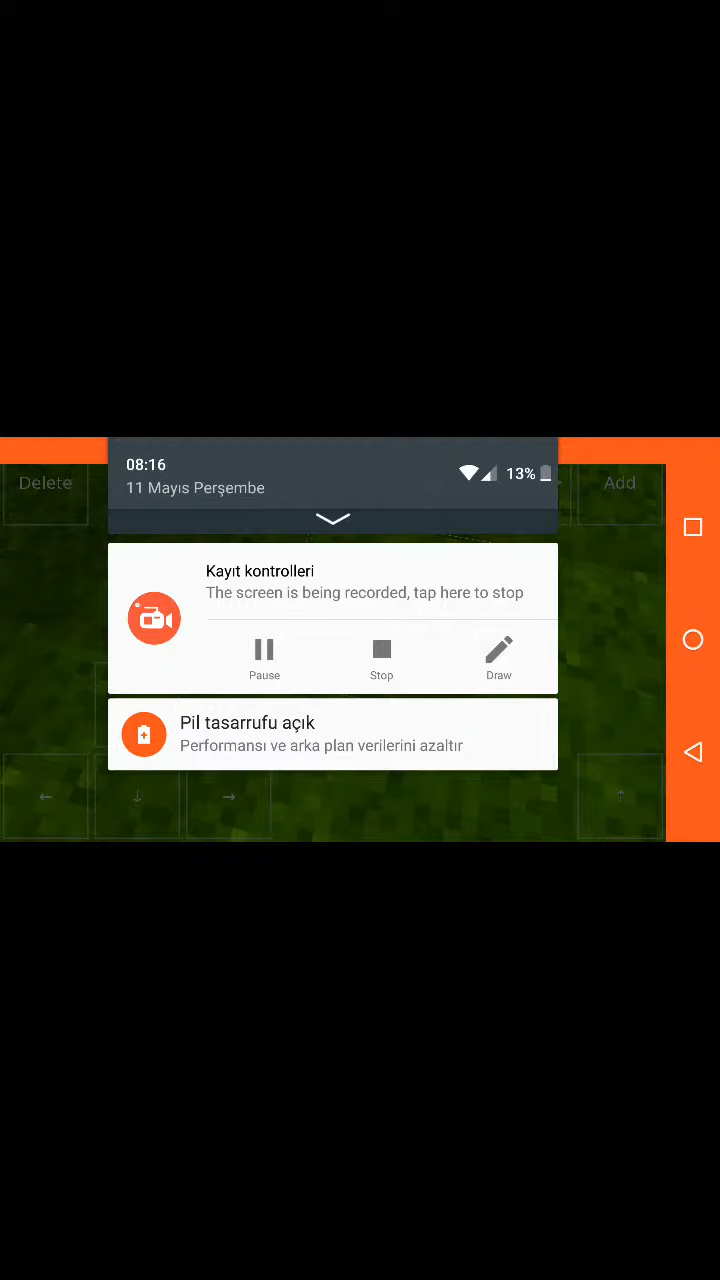 08:16
13%
11 Mayıs Perşembe
Delete
Add
Kayıt kontrolleri
The screen is being recorded, tap here to stop
Pause
Stop
Draw
Pil tasarrufu açık
Performansı ve arka plan verilerini azaltır
← ↓ → ↑